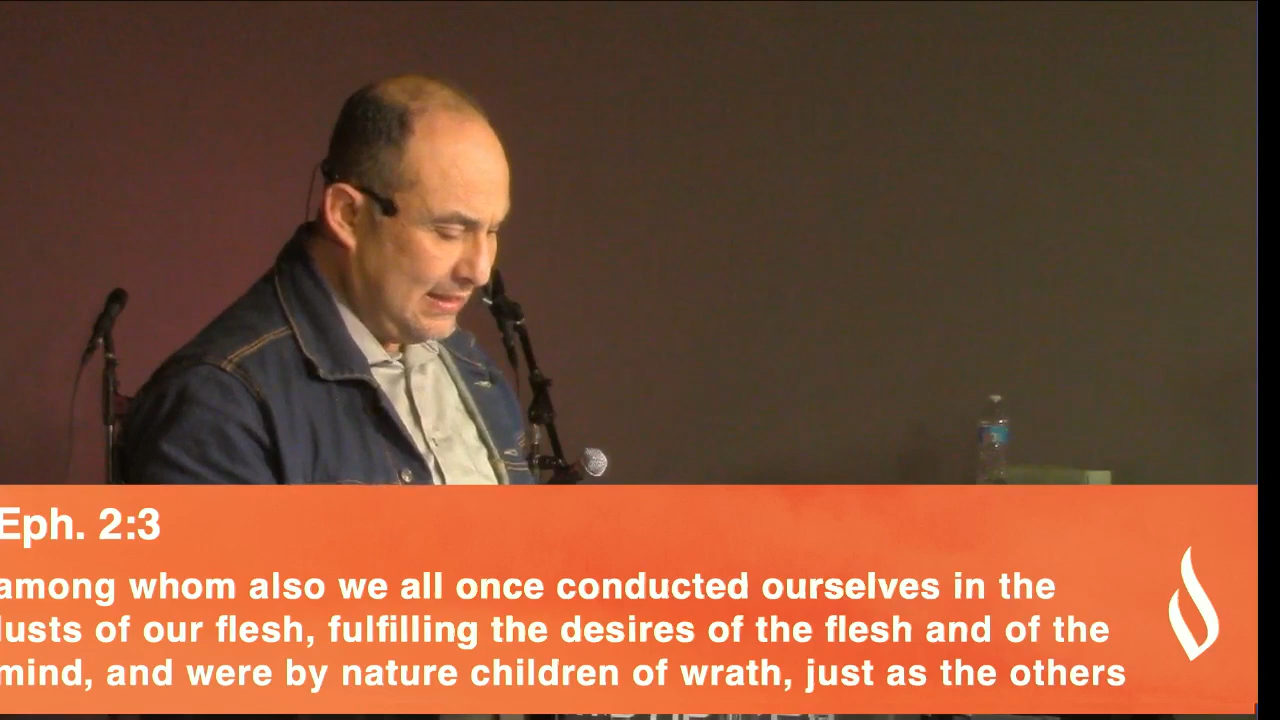 Eph. 2:3
among whom also we all once conducted ourselves in the
lusts of our flesh, fulfilling the desires of the flesh and of the
mind, and were by nature children of wrath, just as the others